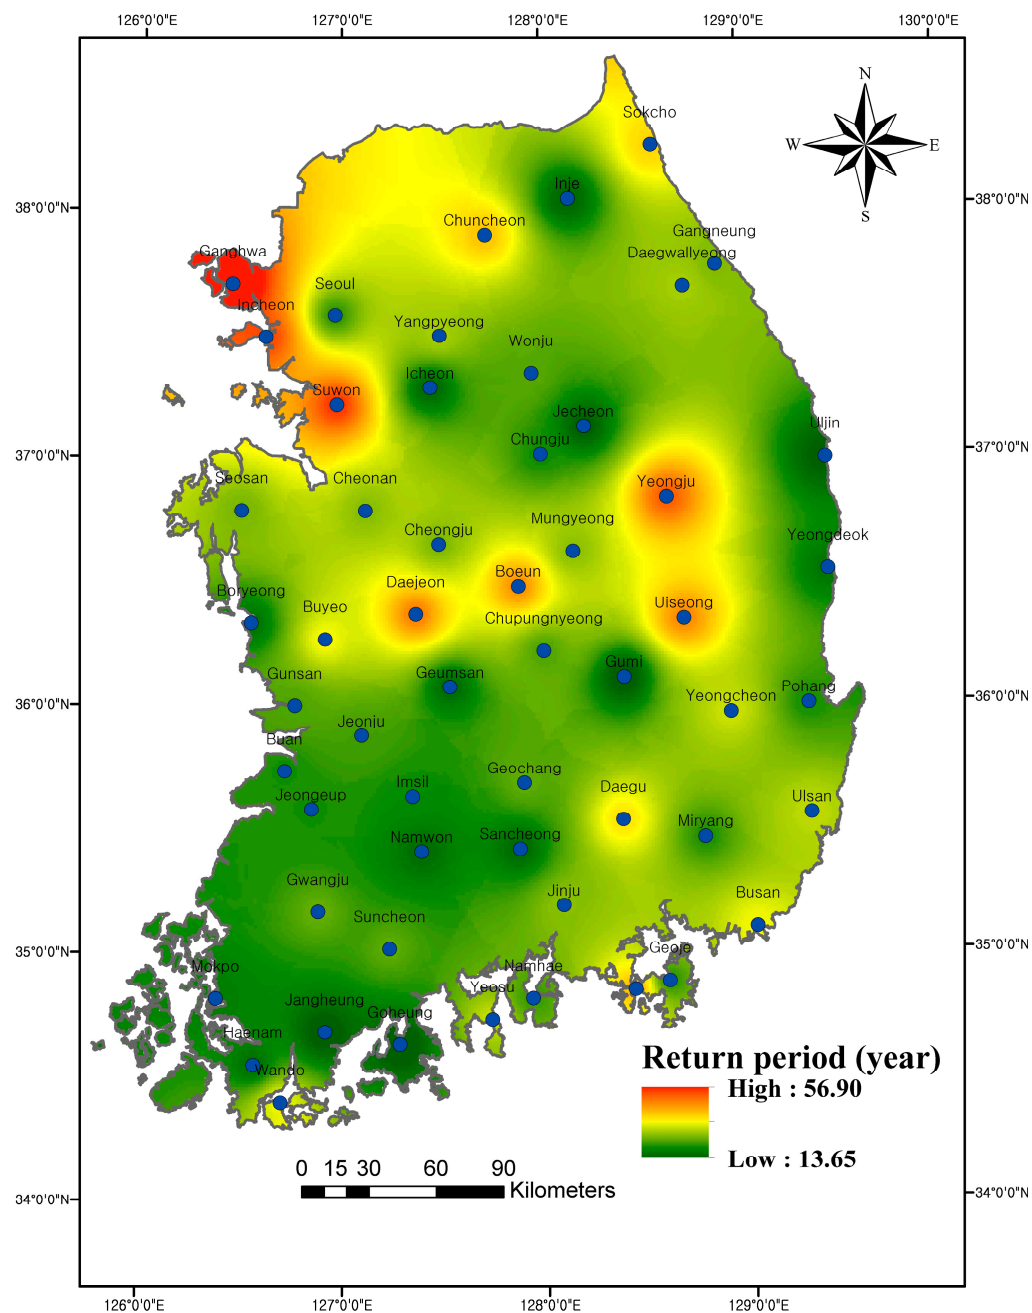 126°0'0"E 127°0'0"E 128°0'0"E 129°0'0"E 130°0'0"E
N
W E
S
Sokcho
Inje
38°0'0"N 38°0'0"N
Chuncheon
Gangneung
Daegwallyeong
Ganghwa
Seoul
Incheon
Yangpyeong
Wonju
Icheon
Suwon
Jecheon
Uljin
Chungju
37°0'0"N 37°0'0"N
Seosan Cheonan
Yeongju
Mungyeong
Cheongju
Yeongdeok
Boeun
Daejeon
Boryeong
Buyeo
Uiseong
Chupungnyeong
Gumi
Gunsan
Geumsan
Pohang
Yeongcheon
36°0'0"N 36°0'0"N
Jeonju
Buan
Geochang
Imsil
Daegu
Jeongeup
Ulsan
Miryang
Namwon
Sancheong
Gwangju
Jinju
Busan
Suncheon
35°0'0"N 35°0'0"N
Geoje
Mokpo
Namhae
Yeosu
Jangheung
Goheung
Haenam
Wando
Return period (year)
High : 56.90
Low : 13.65
0 15 30 60 90
Kilometers
34°0'0"N 34°0'0"N
126°0'0"E 127°0'0"E 128°0'0"E 129°0'0"E